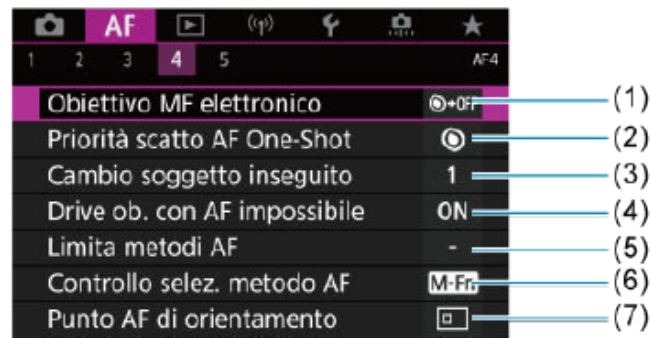 AF
1 2 3 4 5 AF4
Obiettivo MF elettronico OFF (1)
Priorità scatto AF One-Shot (2)
Cambio soggetto inseguito 1 (3)
Drive ob. con AF impossibile ON (4)
Limita metodi AF - (5)
Controllo selez. metodo AF M-Fn (6)
Punto AF di orientamento (7)